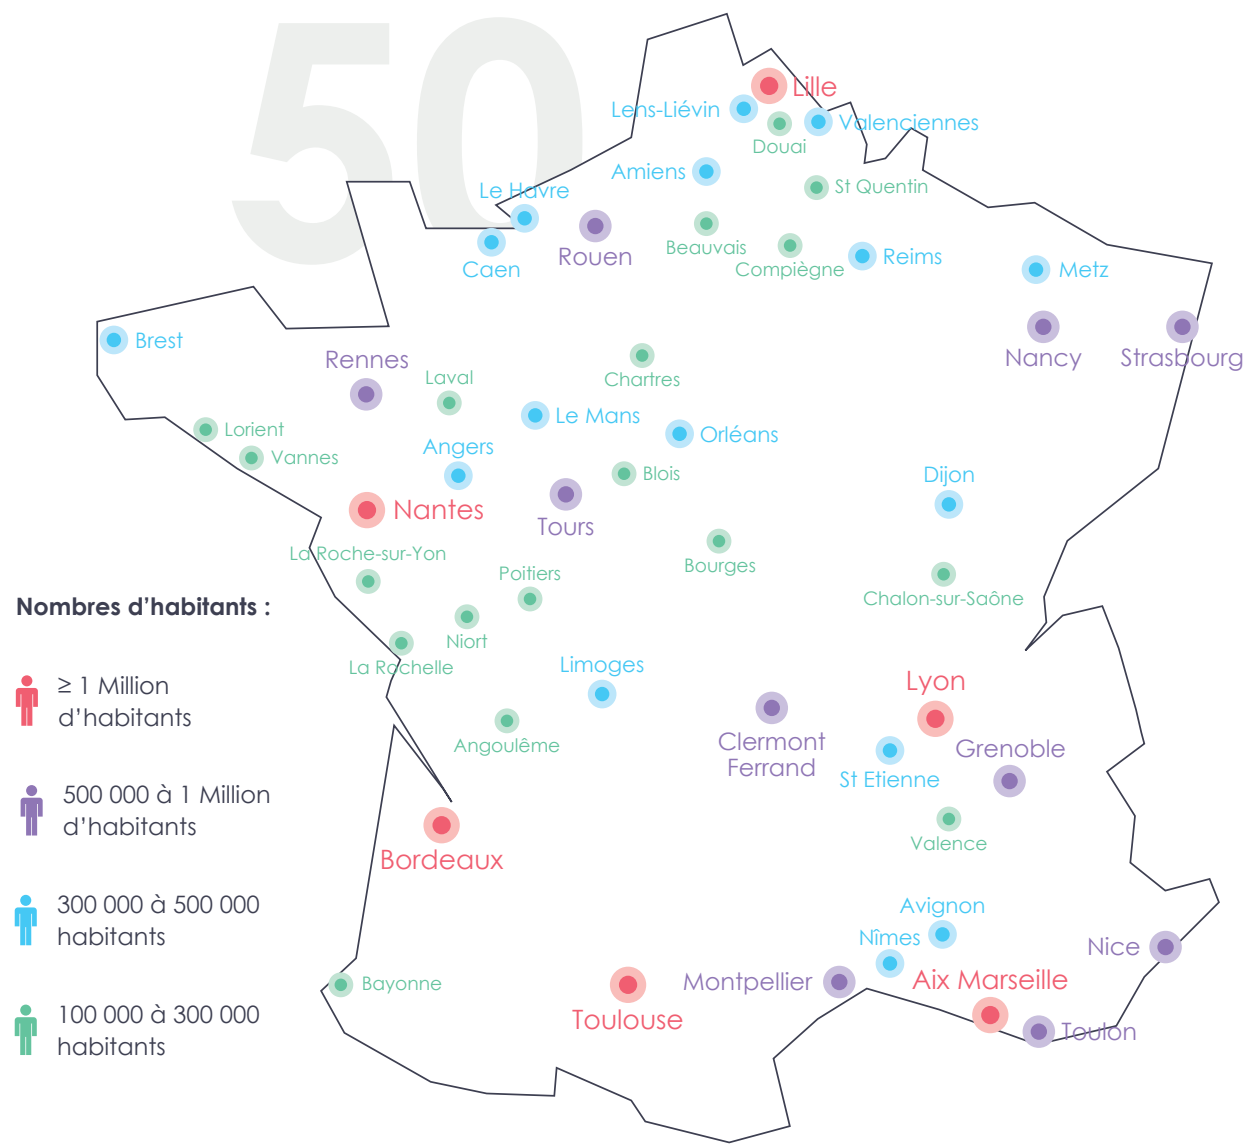 50
Lille
Lens-Liévin
Valenciennes
Douai
Amiens
St Quentin
Le Havre
Rouen
Beauvais
Caen
Compiègne
Reims
Metz
Brest
Rennes
Nancy
Strasbourg
Laval
Chartres
Le Mans
Lorient
Orléans
Angers
Vannes
Blois
Dijon
Nantes
Tours
La Roche-sur-Yon
Bourges
Poitiers
Chalon-sur-Saône
Nombres d’habitants :
Niort
La Rochelle
Limoges
Lyon
≥ 1 Million
d’habitants
Angoulême
Clermont
Ferrand
Grenoble
St Etienne
500 000 à 1 Million
d’habitants
Valence
Bordeaux
300 000 à 500 000
habitants
Avignon
Nîmes
Nice
Bayonne
Montpellier
Aix Marseille
Toulouse
Toulon
100 000 à 300 000
habitants